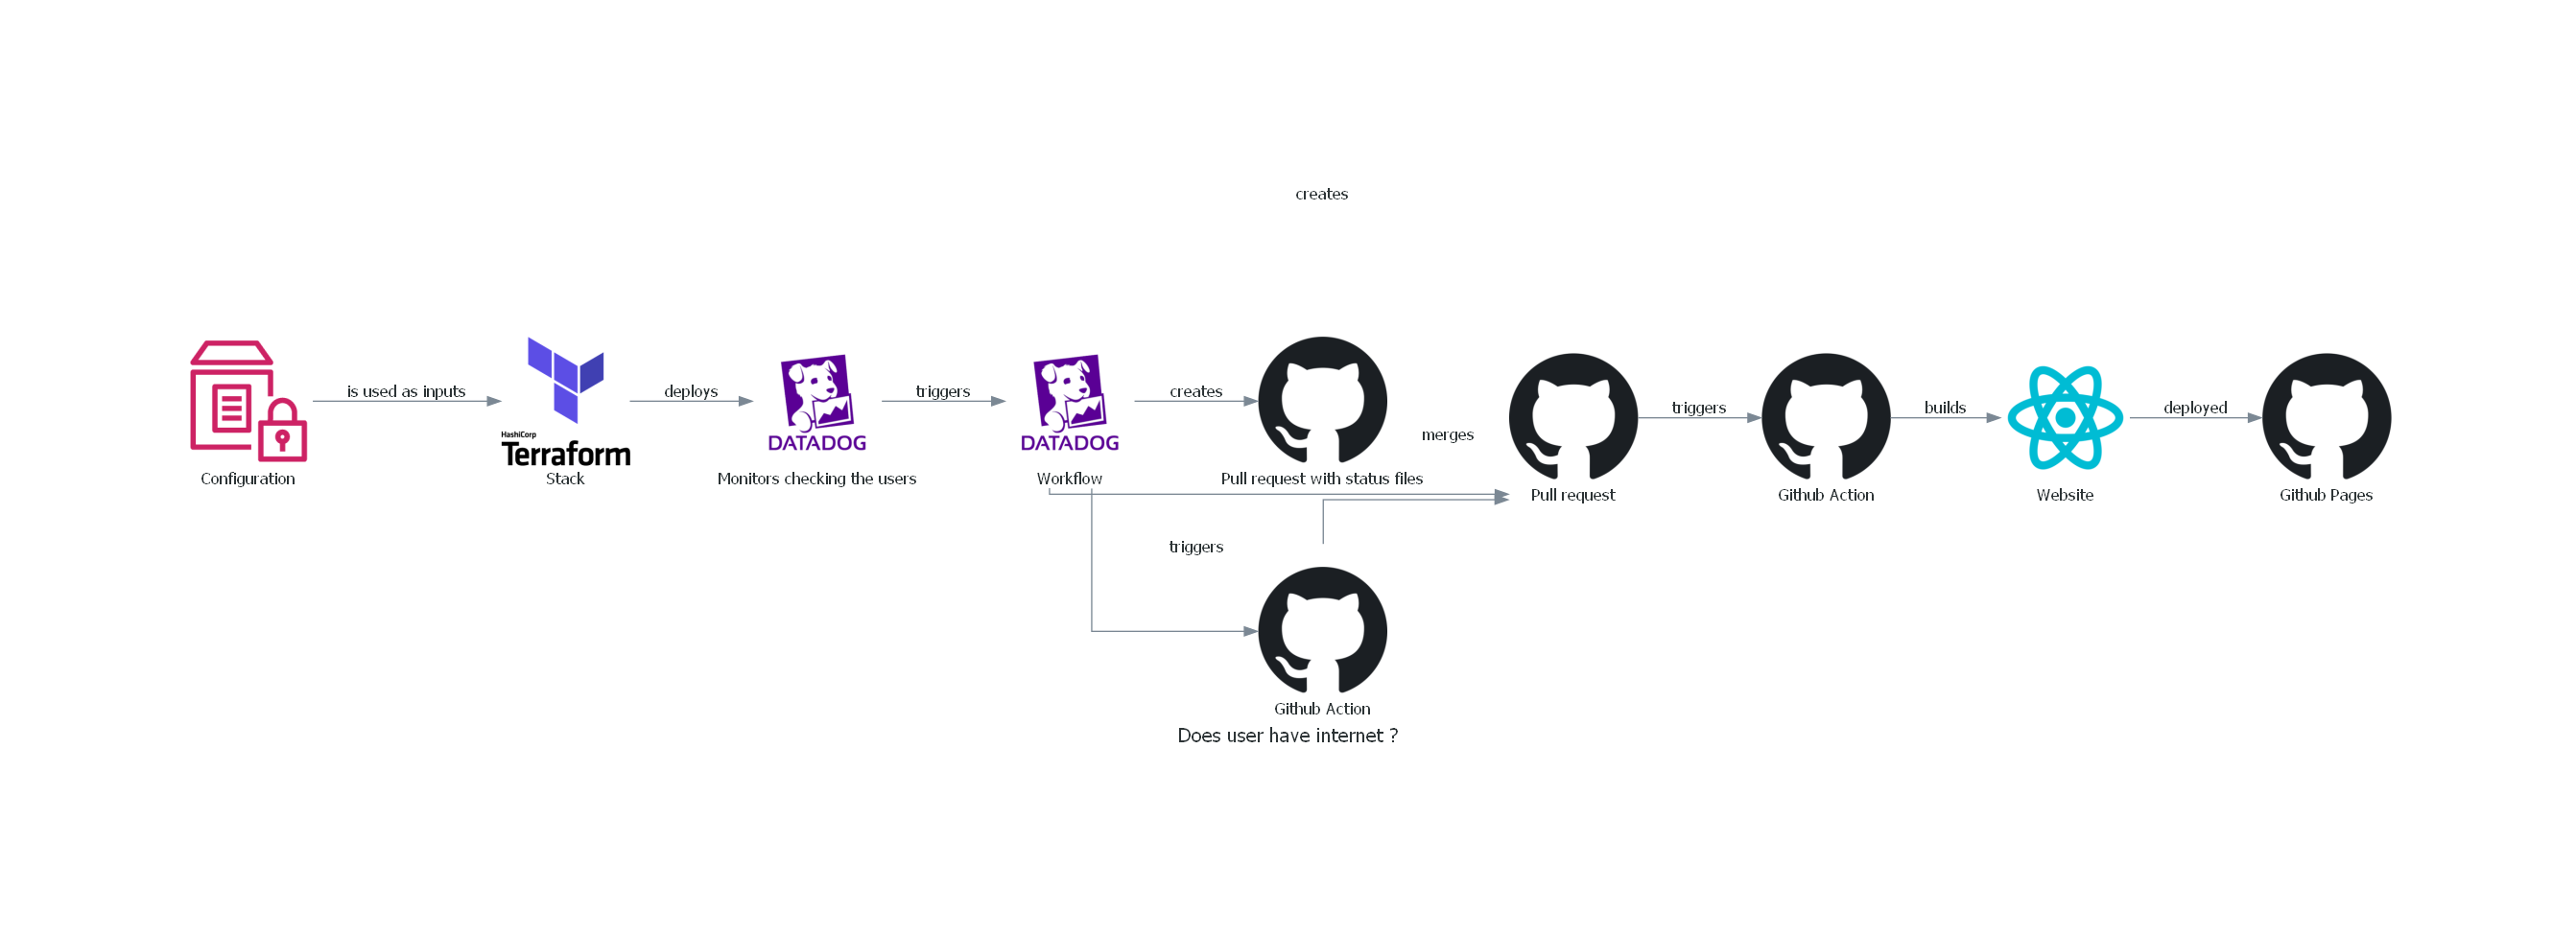 creates
is used as inputs
deploys
triggers
creates
merges
triggers
builds
deployed
HashiCorp
Terraform
DATADOG
DATADOG
Configuration
Stack
Monitors checking the users
Workflow
Pull request with status files
Pull request
Github Action
Website
Github Pages
triggers
Github Action
Does user have internet ?